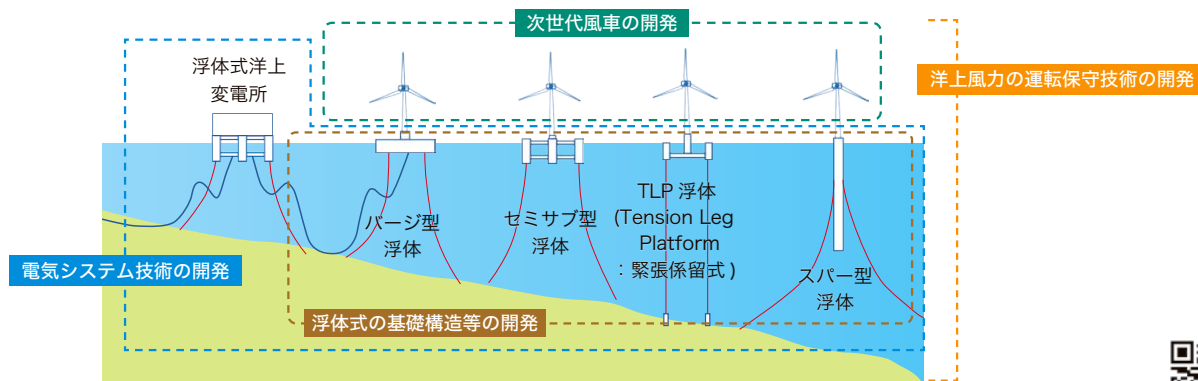 次世代風車の開発
浮体式洋上
変電所
洋上風力の運転保守技術の開発
バージ型
浮体
セミサブ型
浮体
TLP 浮体
(Tension Leg
Platform
：緊張係留式 )
スパー型
浮体
電気システム技術の開発
浮体式の基礎構造等の開発